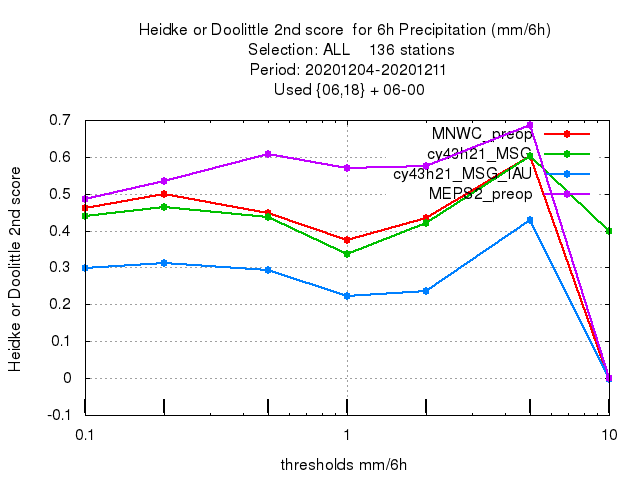 Heidke or Doolittle 2nd score  for 6h Precipitation (mm/6h)
Selection: ALL    136 stations
Period: 20201204-20201211
Used {06,18} + 06-00
Heidke or Doolittle 2nd score
0.7
0.6
0.5
0.4
0.3
0.2
0.1
0
-0.1
MNWC_preop
cy43h21_MSG
cy43h21_MSG_IAU
MEPS2_preop
0.1
1
10
thresholds mm/6h